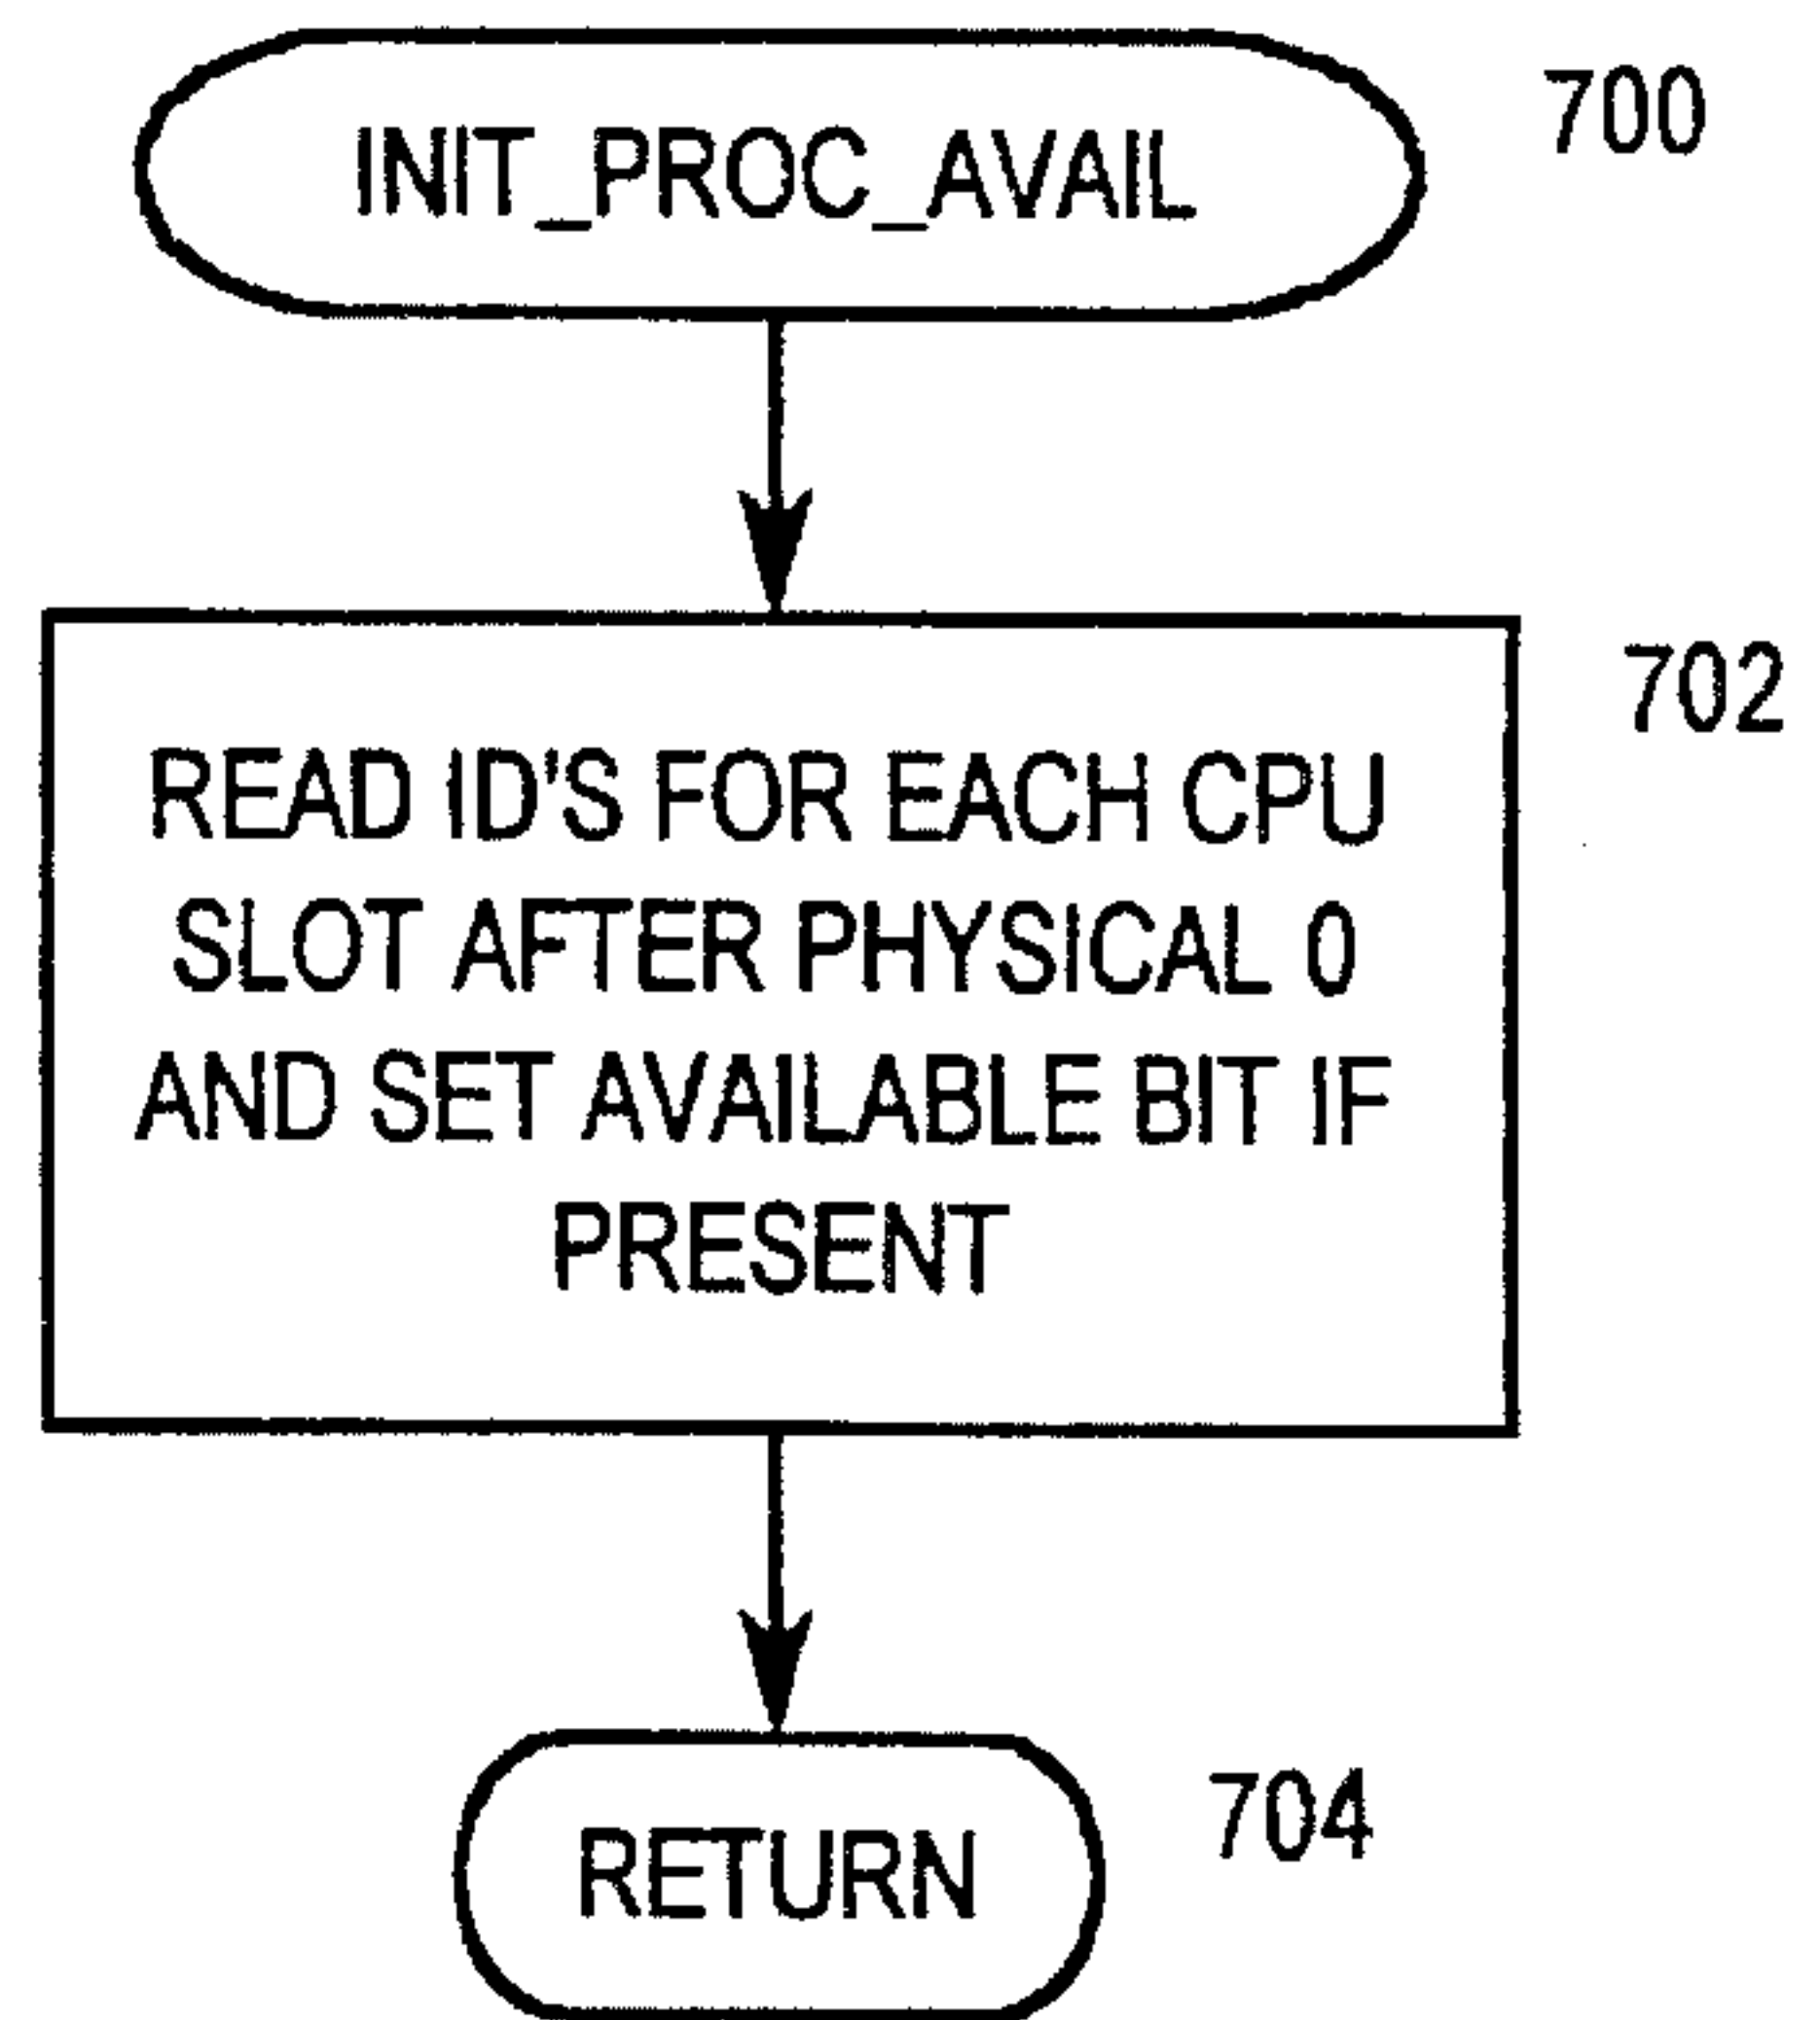 INIT_PROC_AVAIL
700
702
READ ID'S FOR EACH CPU
SLOT AFTER PHYSICAL 0
AND SET AVAILABLE BIT IF
PRESENT
704
RETURN